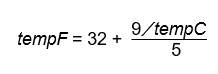 tempF = 32 + 9/tempC
5